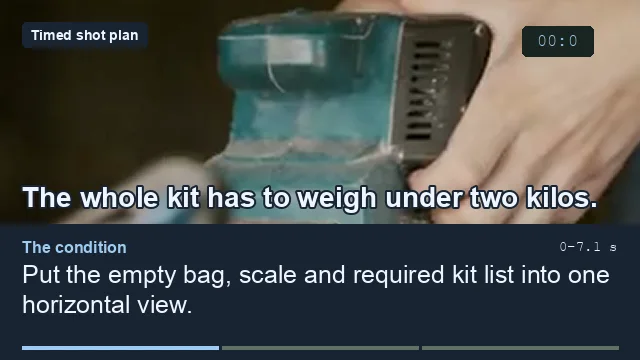 Timed shot plan
00:0
The whole kit has to weigh under two kilos.
The condition
0–7.1 s
Put the empty bag, scale and required kit list into one
horizontal view.